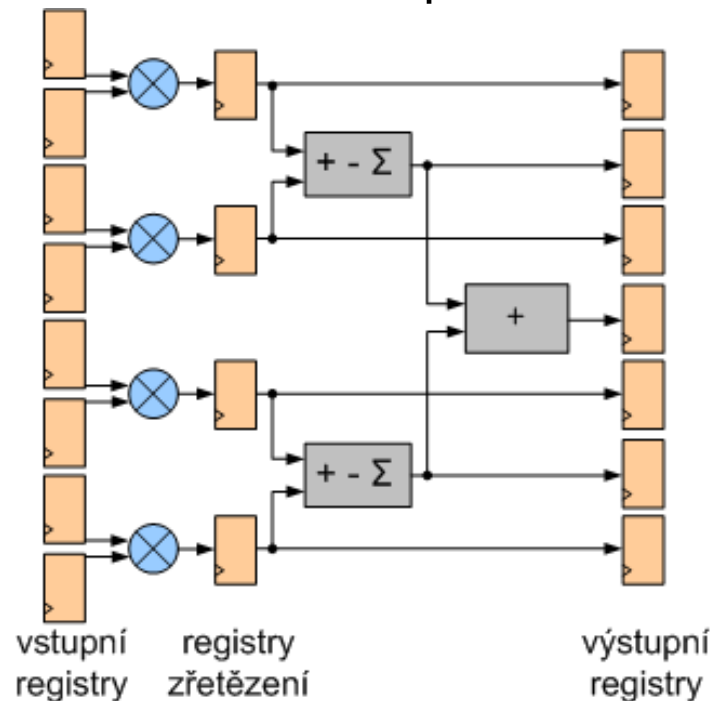 + - Σ
+
+ - Σ
vstupní
registry
registry
zřetězení
výstupní
registry